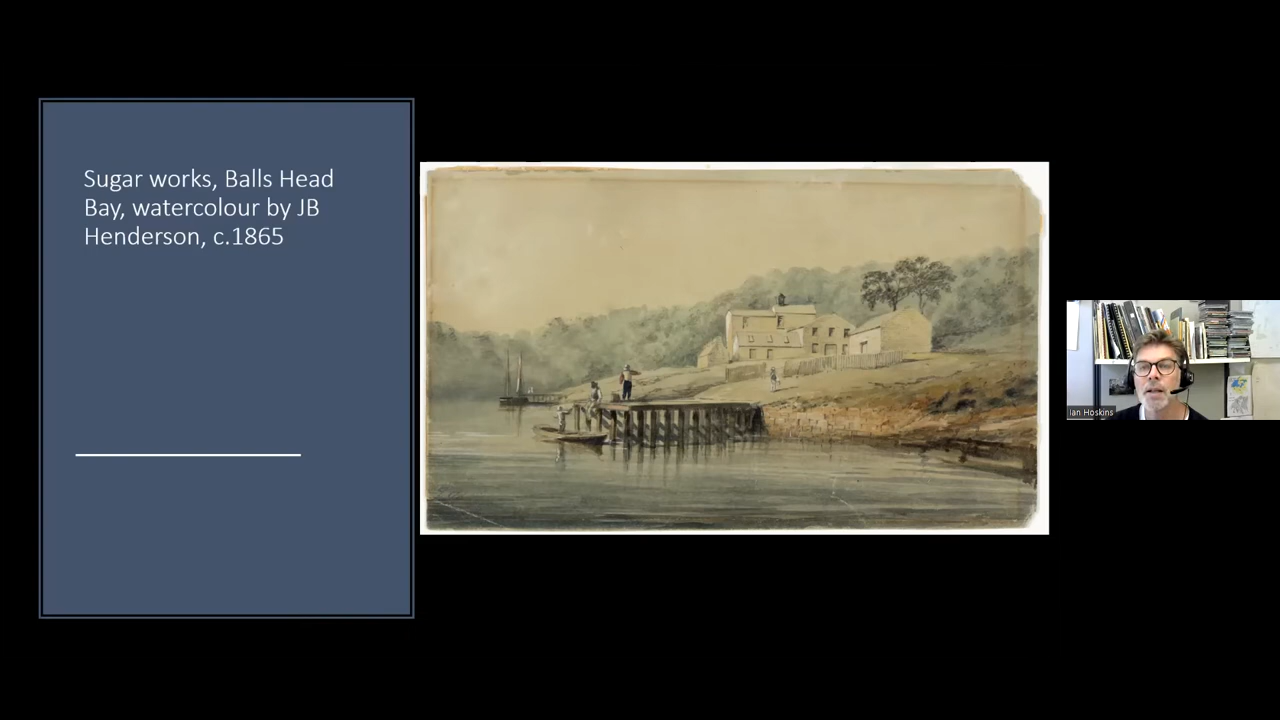 Sugar works, Balls Head
Bay, watercolour by JB
Henderson, c.1865
ian Hoskins